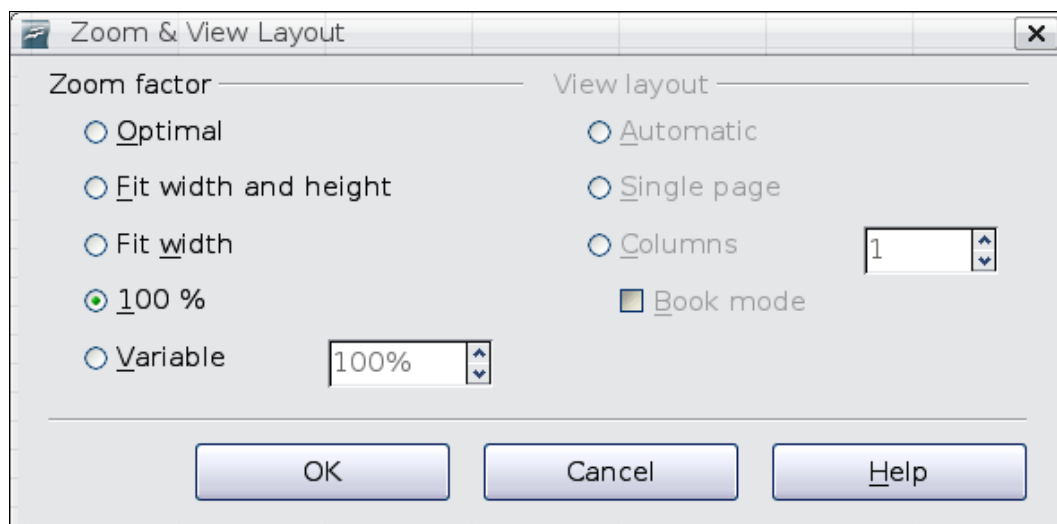 Zoom & View Layout
Zoom factor
Optimal
Fit width and height
Fit width
100 %
Variable 100%
View layout
Automatic
Single page
Columns 1
Book mode
OK Cancel Help